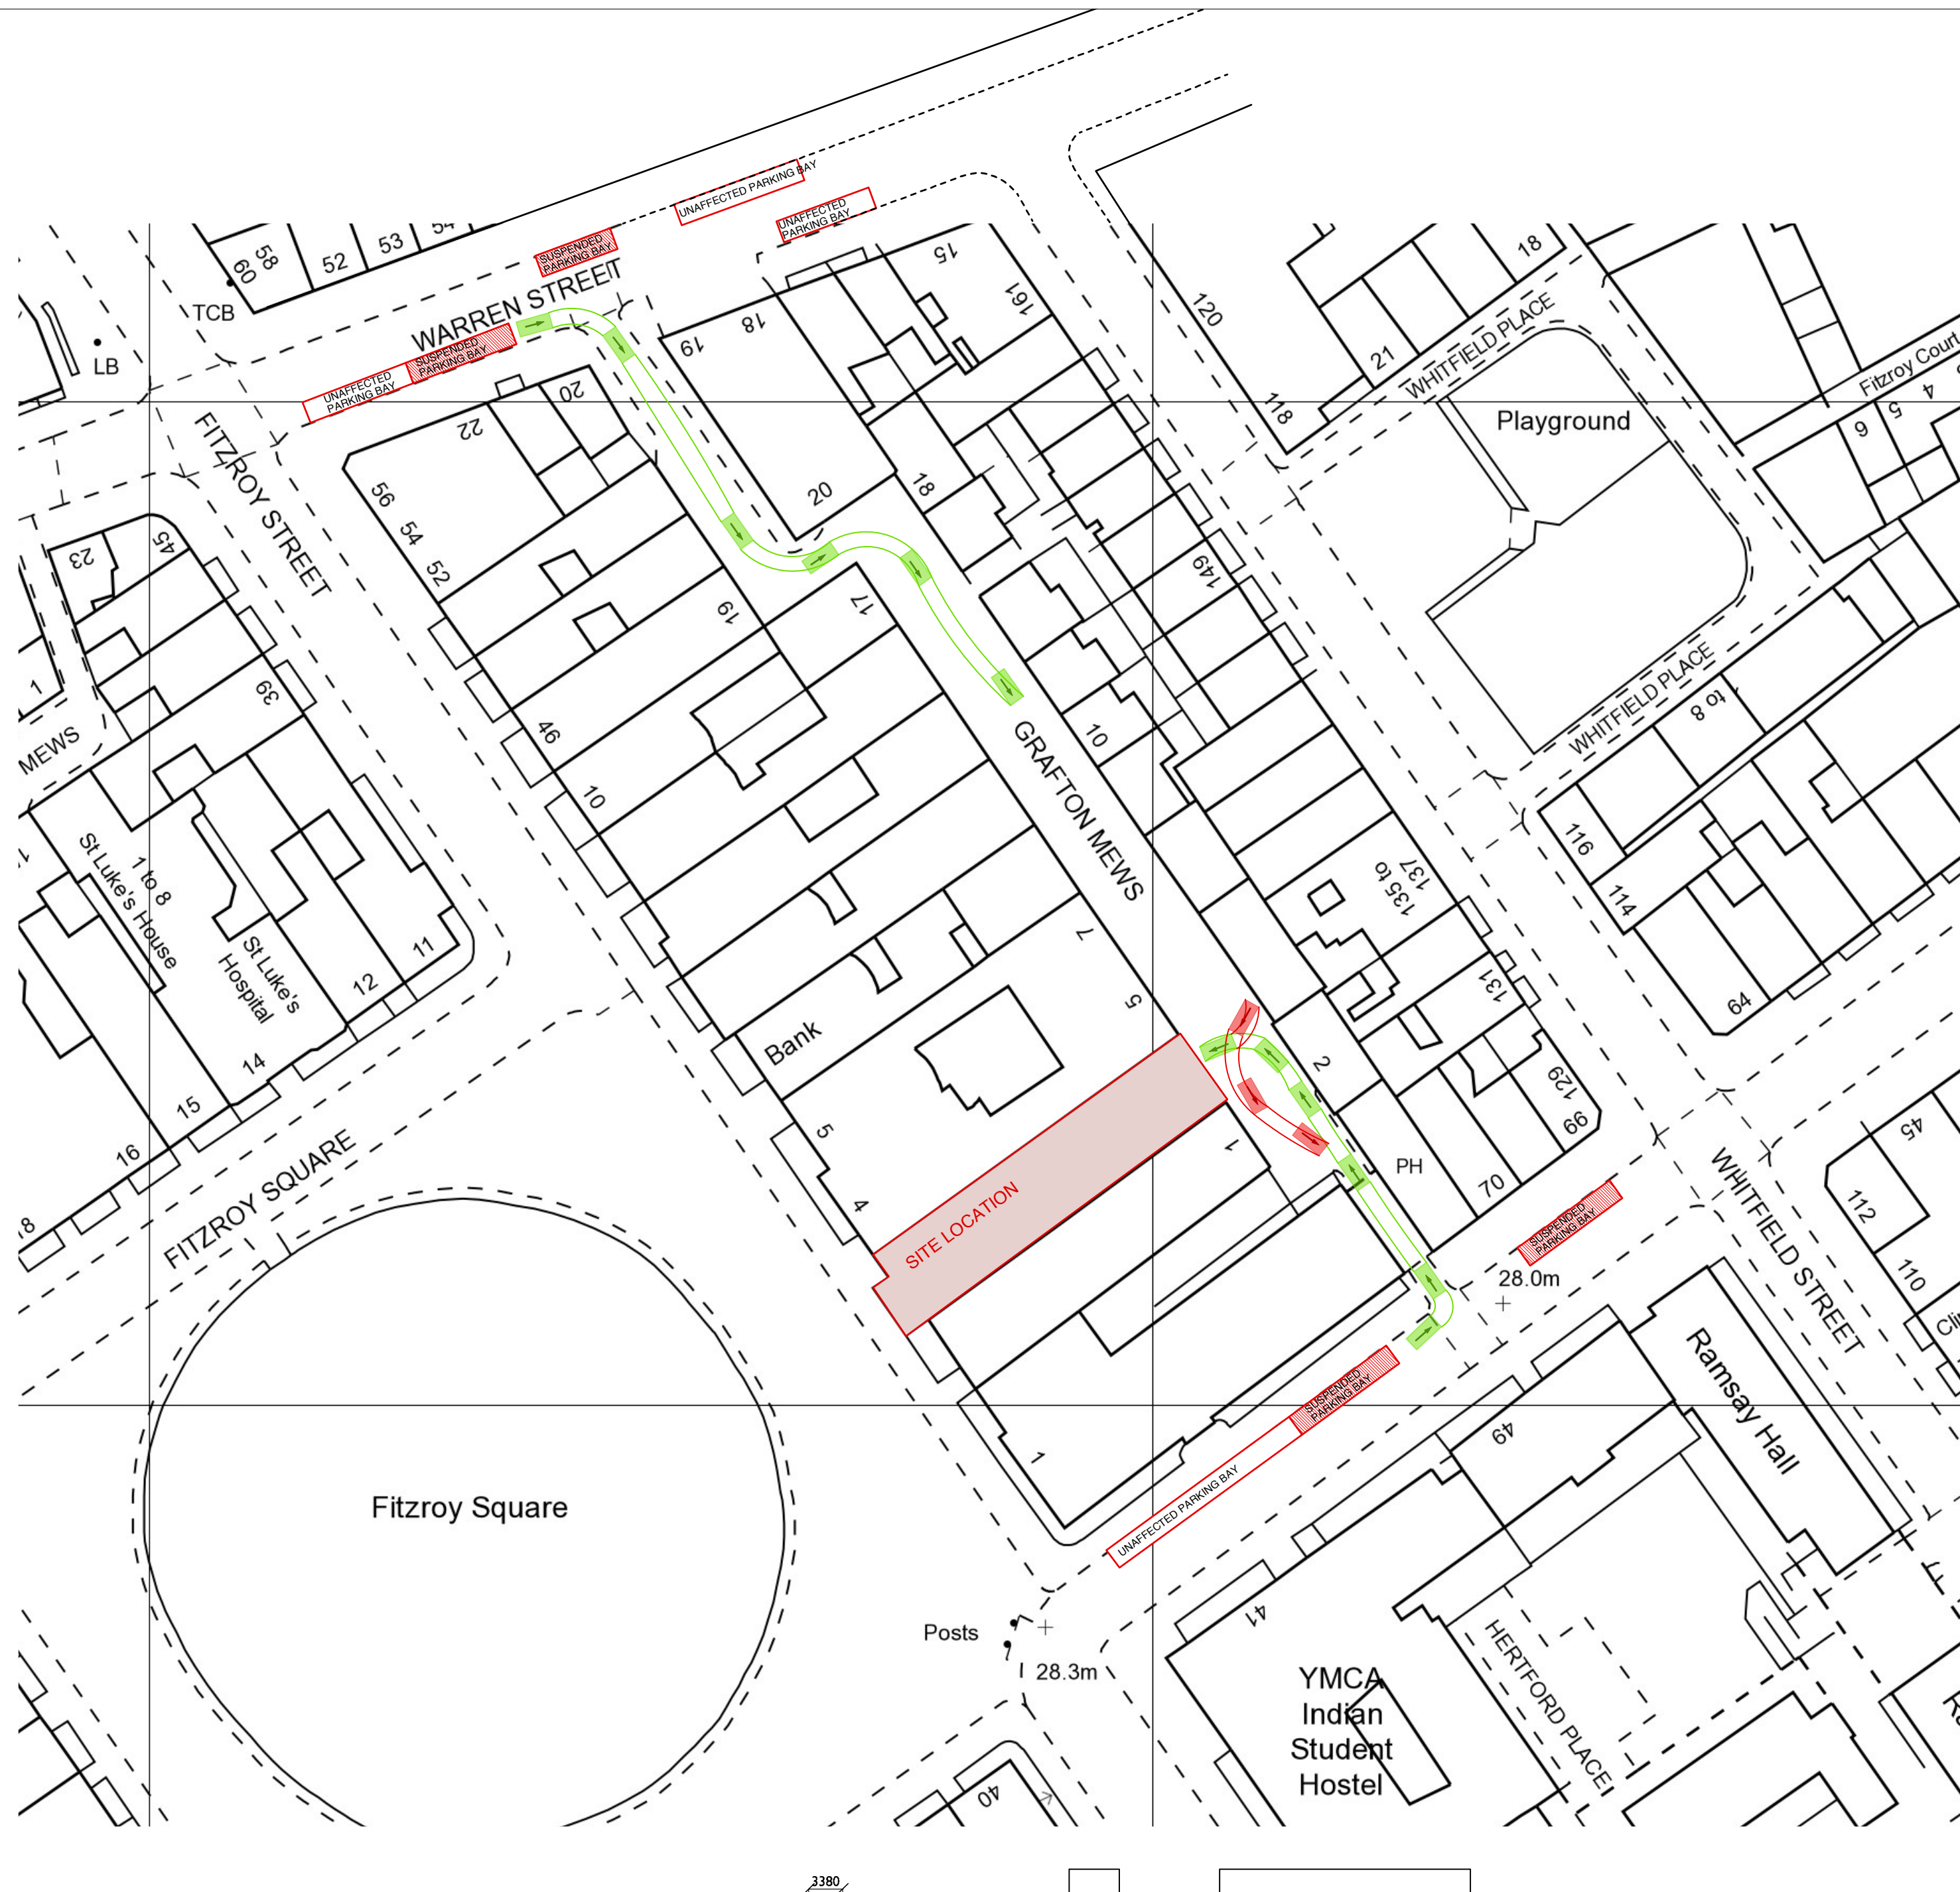 UNAFFECTED PARKING BAY
UNAFFECTED
PARKING BAY
SUSPENDED
PARKING BAY
WARREN STREET
SUSPENDED
PARKING BAY
UNAFFECTED
PARKING BAY
60
58
52
53
54
TCB
LB
15
161
18
19
20
22
20
18
120
118
21
18
WHITFIELD PLACE
Playground
Fitzroy Court
4
5
6
FITZROY STREET
56
54
52
45
23
39
1
MEWS
46
10
19
17
149
10
GRAFTON MEWS
WHITFIELD PLACE
1 to 8
St Luke's House
St Luke's
Hospital
11
12
14
15
16
18
FITZROY SQUARE
Bank
7
5
5
4
SITE LOCATION
1
1
2
135 to
137
131
129
99
70
PH
116
114
64
to 8
45
112
110
WHITFIELD STREET
SUSPENDED
PARKING BAY
28.0m
SUSPENDED
PARKING BAY
UNAFFECTED PARKING BAY
Ramsay Hall
49
41
Fitzroy Square
Posts
28.3m
YMCA
Indian
Student
Hostel
HERTFORD PLACE
40
3380